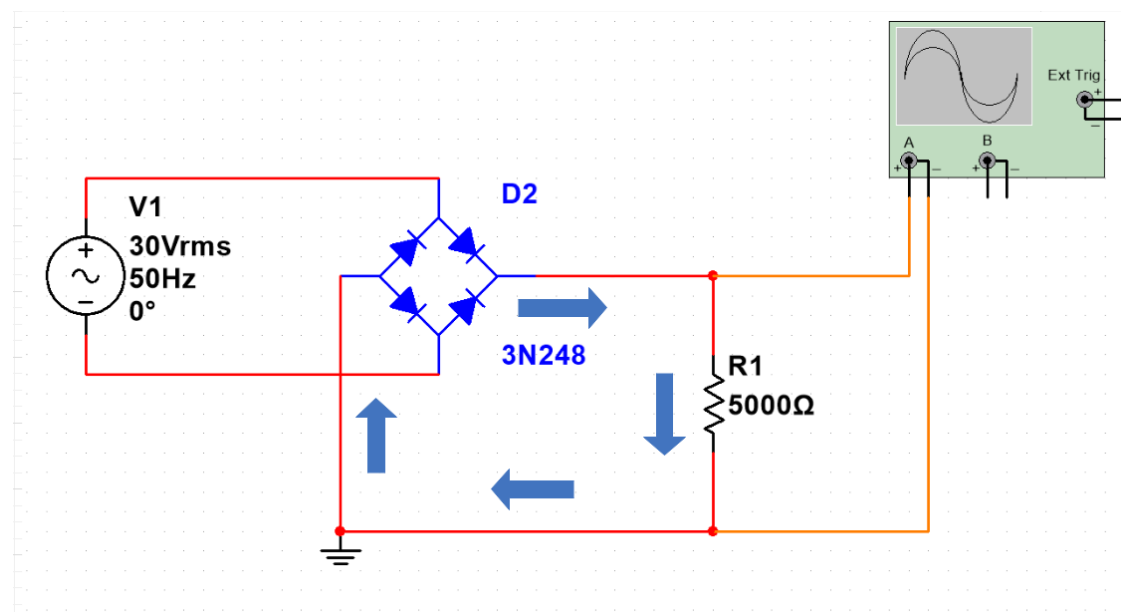 Ext Trig
+
−
A
B
+
−
+
−
D2
V1
30Vrms
50Hz
0°
+
−
3N248
R1
5000Ω